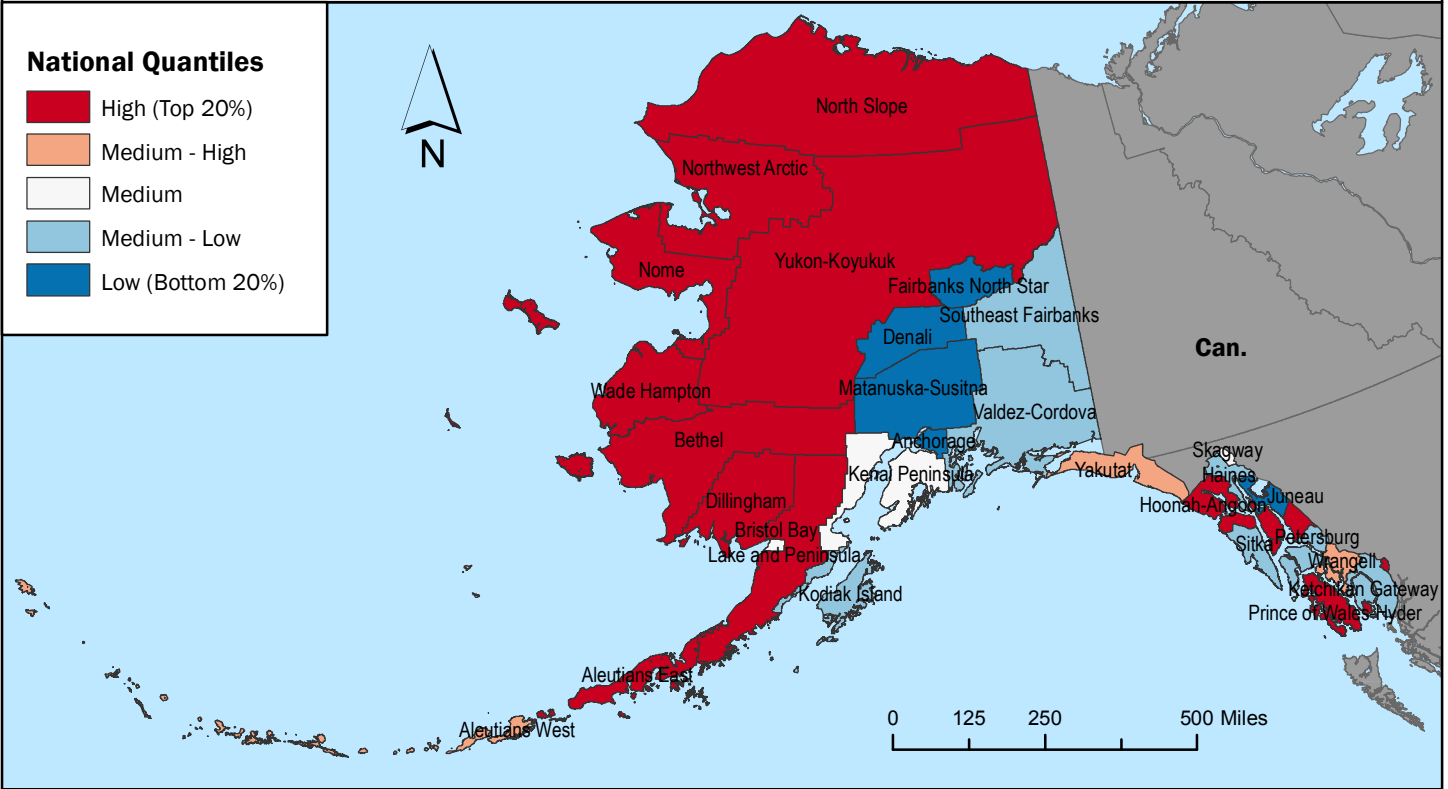 National Quantiles
High (Top 20%)
Medium - High
Medium
Medium - Low
Low (Bottom 20%)
N
North Slope
Northwest Arctic
Nome
Yukon-Koyukuk
Fairbanks North Star
Southeast Fairbanks
Denali
Can.
Matanuska-Susitna
Wade Hampton
Valdez-Cordova
Bethel
Anchorage
Skagway
Kenai Peninsula
Yakutat
Haines
Dillingham
Hoonah-Angoon
Juneau
Bristol Bay
Petersburg
Sitka
Lake and Peninsula
Wrangell
Kodiak Island
Ketchikan Gateway
Prince of Wales-Hyder
Aleutians East
Aleutians West
0 125 250 500 Miles